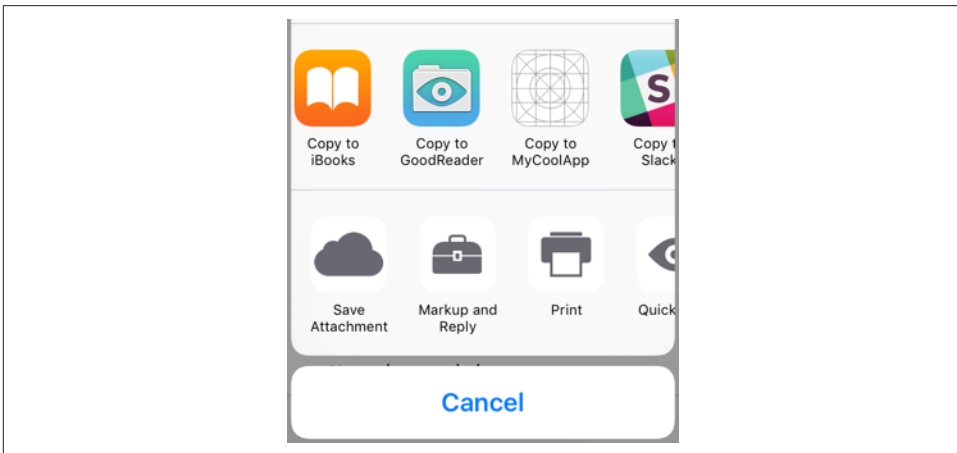 Copy to
iBooks
Copy to
GoodReader
Copy to
MyCoolApp
S
Copy t
Slack
Save
Attachment
Markup and
Reply
Print
Quick
Cancel